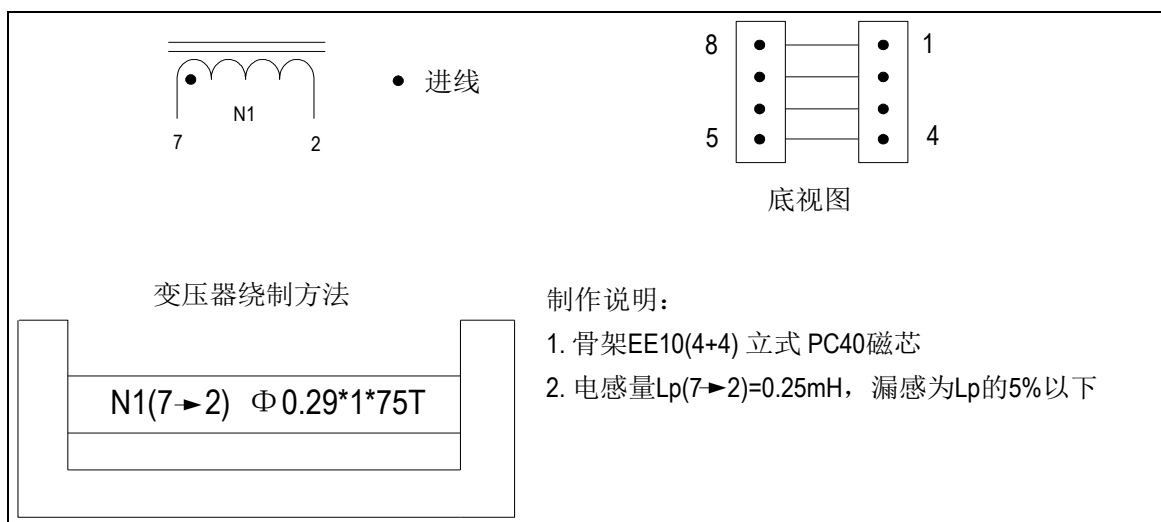 N1
7
2
● 进线
8
1
5
4
底视图
变压器绕制方法
N1(7→2) Φ0.29*1*75T
制作说明：
1. 骨架EE10(4+4) 立式 PC40磁芯
2. 电感量Lp(7→2)=0.25mH，漏感为Lp的5%以下